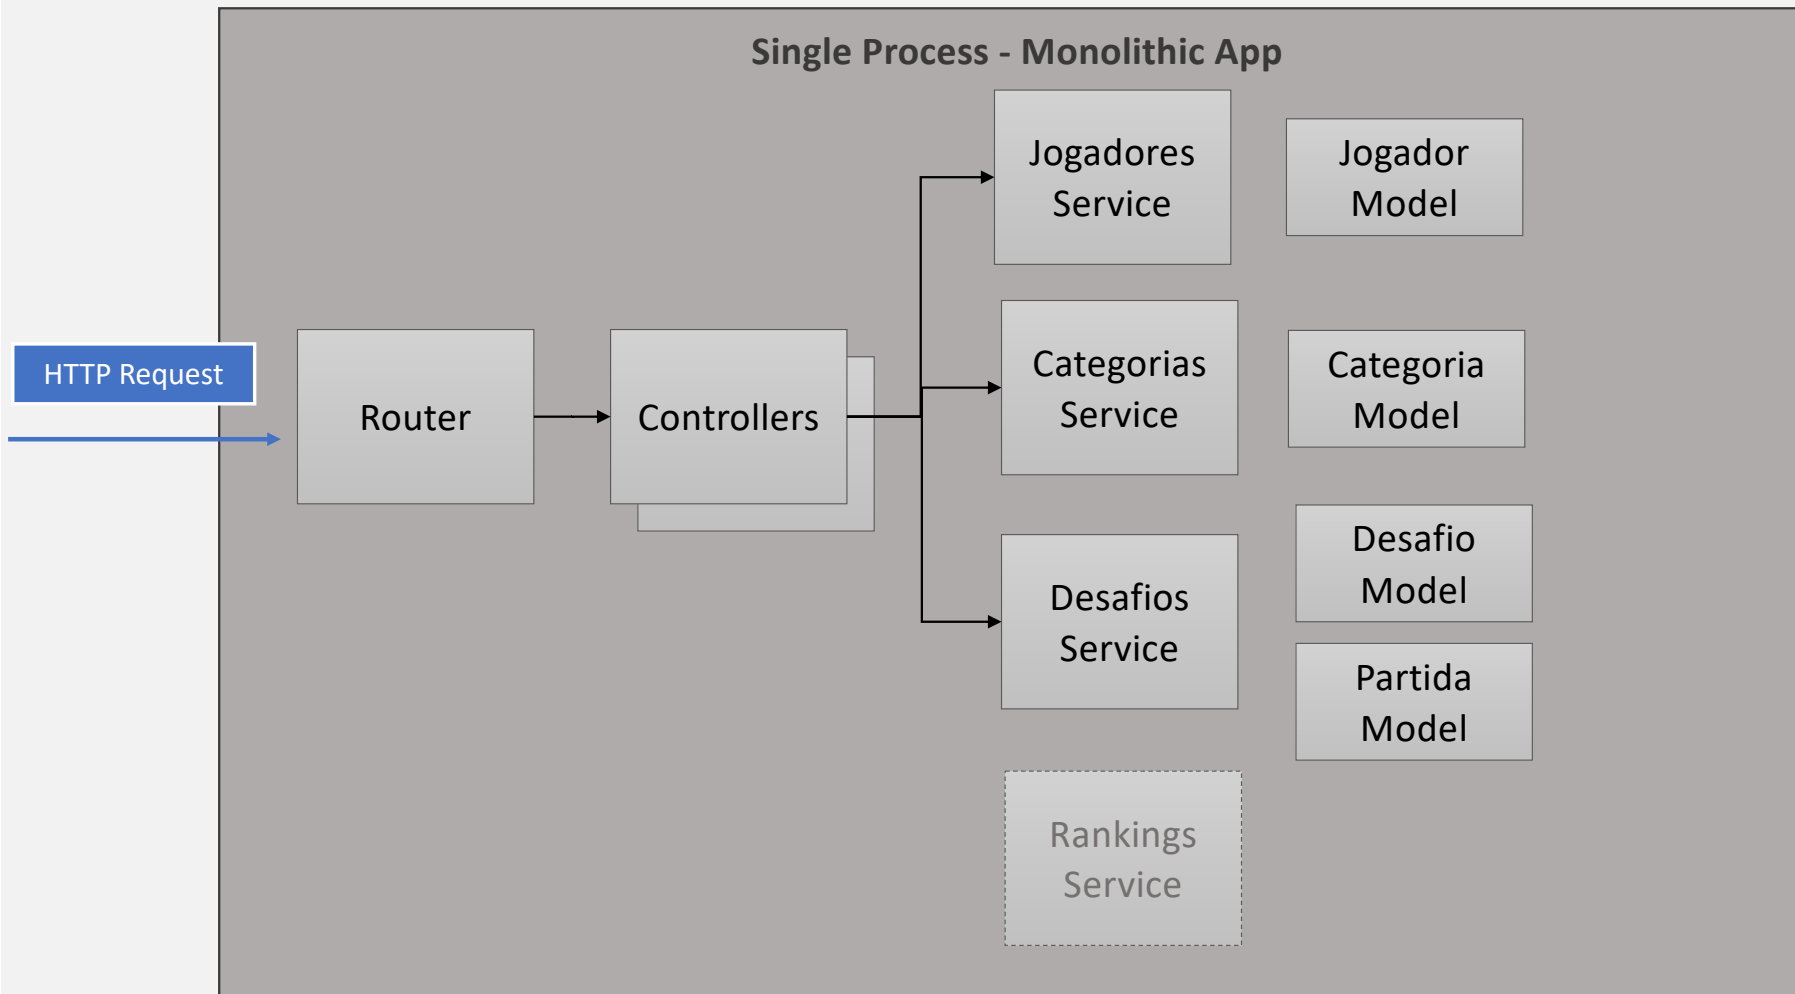 Single Process - Monolithic App
HTTP Request
Router
Controllers
Jogadores
Service
Jogador
Model
Categorias
Service
Categoria
Model
Desafios
Service
Desafio
Model
Partida
Model
Rankings
Service